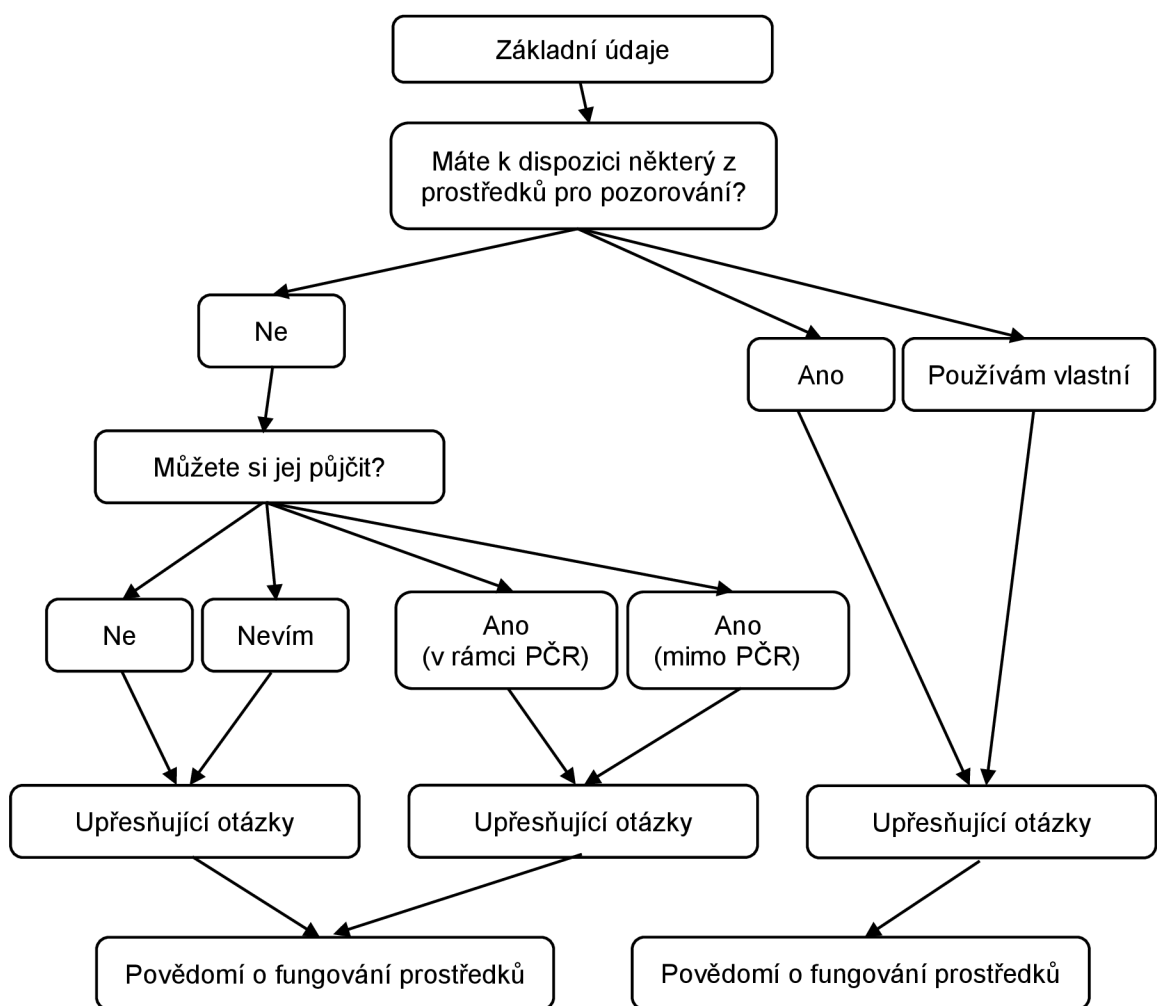 Základní údaje
Máte k dispozici některý z
prostředků pro pozorování?
Ne
Ano
Používám vlastní
Můžete si jej půjčit?
Ne
Nevím
Ano
(v rámci PČR)
Ano
(mimo PČR)
Upřesňující otázky
Upřesňující otázky
Upřesňující otázky
Povědomí o fungování prostředků
Povědomí o fungování prostředků